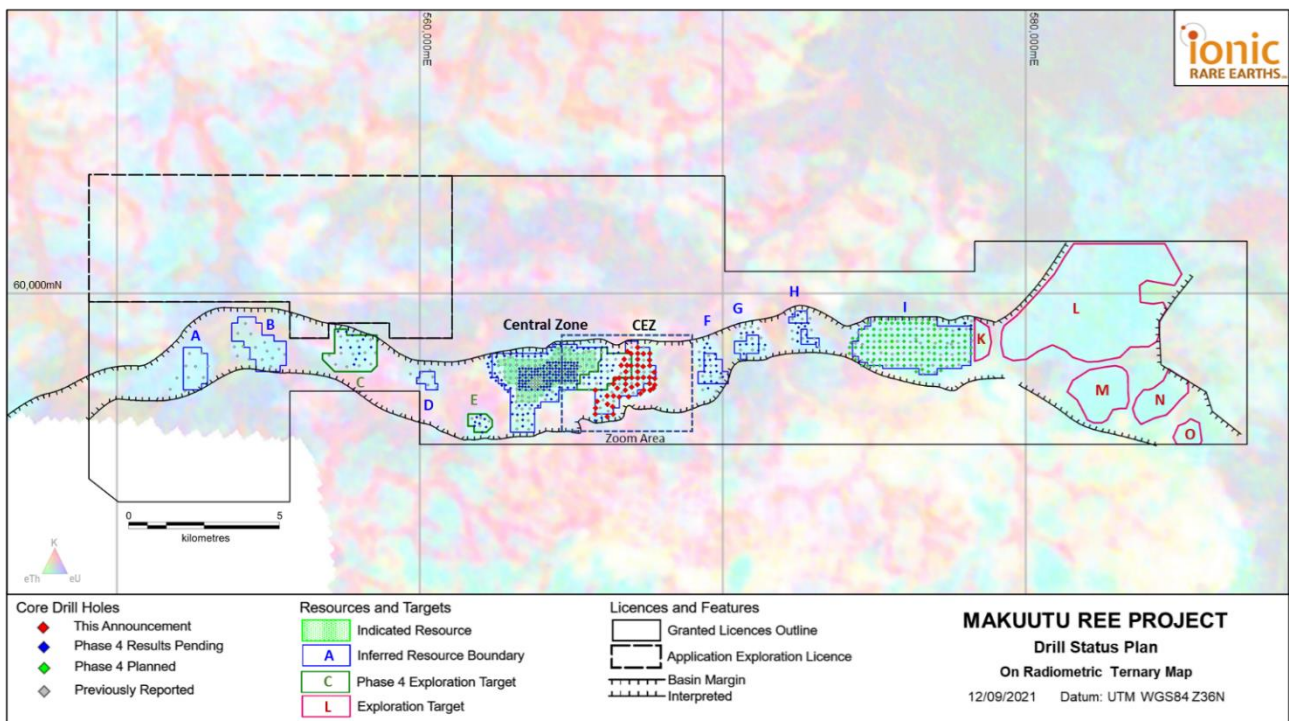 560,000mE
580,000mE
ionic
RARE EARTHS
60,000mN
A
B
C
D
E
Central Zone
CEZ
F
G
H
I
K
L
M
N
O
Zoom Area
0 5
kilometres
K
eTh eU
Core Drill Holes
This Announcement
Phase 4 Results Pending
Phase 4 Planned
Previously Reported
Resources and Targets
Indicated Resource
A Inferred Resource Boundary
C Phase 4 Exploration Target
L Exploration Target
Licences and Features
Granted Licences Outline
Application Exploration Licence
Basin Margin
Interpreted
MAKUUTU REE PROJECT
Drill Status Plan
On Radiometric Ternary Map
12/09/2021 Datum: UTM WGS84 Z36N